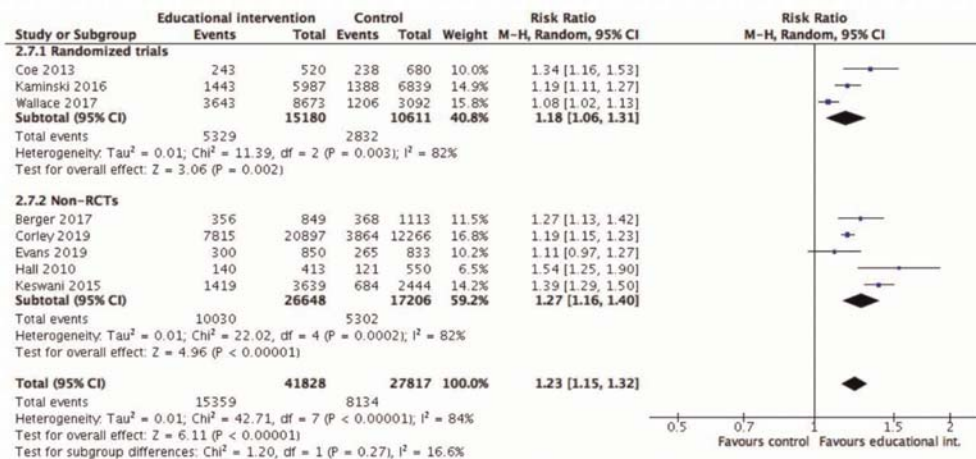 Educational intervention Control Risk Ratio Risk Ratio
Study or Subgroup Events Total Events Total Weight M-H, Random, 95% CI M-H, Random, 95% CI
2.7.1 Randomized trials
Coe 2013 243 520 238 680 10.0% 1.34 [1.16, 1.53]
Kaminski 2016 1443 5987 1388 6839 14.9% 1.19 [1.11, 1.27]
Wallace 2017 3643 8673 1206 3092 15.8% 1.08 [1.02, 1.13]
Subtotal (95% CI) 15180 10611 40.8% 1.18 [1.06, 1.31]
Total events 5329 2832
Heterogeneity: Tau² = 0.01; Chi² = 11.39, df = 2 (P = 0.003); I² = 82%
Test for overall effect: Z = 3.06 (P = 0.002)
2.7.2 Non-RCTs
Berger 2017 356 849 368 1113 11.5% 1.27 [1.13, 1.42]
Corley 2019 7815 20897 3864 12266 16.8% 1.19 [1.15, 1.23]
Evans 2019 300 850 265 833 10.2% 1.11 [0.97, 1.27]
Hall 2010 140 413 121 550 6.5% 1.54 [1.25, 1.90]
Keswani 2015 1419 3639 684 2444 14.2% 1.39 [1.29, 1.50]
Subtotal (95% CI) 26648 17206 59.2% 1.27 [1.16, 1.40]
Total events 10030 5302
Heterogeneity: Tau² = 0.01; Chi² = 22.02, df = 4 (P = 0.0002); I² = 82%
Test for overall effect: Z = 4.96 (P < 0.00001)
Total (95% CI) 41828 27817 100.0% 1.23 [1.15, 1.32]
Total events 15359 8134
Heterogeneity: Tau² = 0.01; Chi² = 42.71, df = 7 (P < 0.00001); I² = 84%
Test for overall effect: Z = 6.11 (P < 0.00001)
Test for subgroup differences: Chi² = 1.20, df = 1 (P = 0.27), I² = 16.6%
0.5 0.7 1 1.5 2
Favours control Favours educational int.